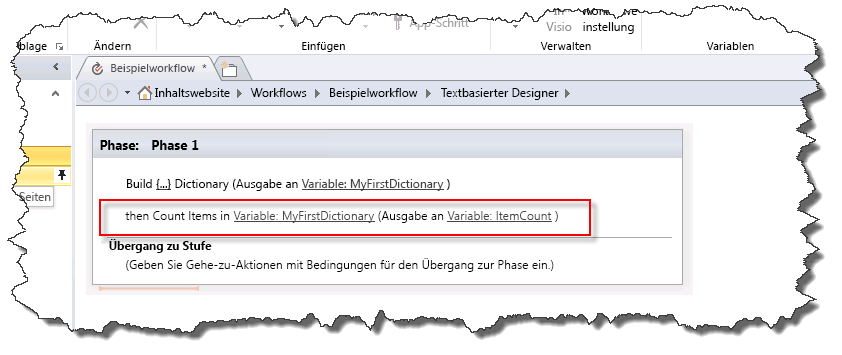 App-Schritt
Visio
instellung
blage
Ändern
Einfügen
Verwalten
Variablen
Beispielworkflow *
Inhaltswebsite Workflows Beispielworkflow Textbasierter Designer
Phase: Phase 1
Build {...} Dictionary (Ausgabe an Variable: MyFirstDictionary )
Seiten
then Count Items in Variable: MyFirstDictionary (Ausgabe an Variable: ItemCount )
Übergang zu Stufe
(Geben Sie Gehe-zu-Aktionen mit Bedingungen für den Übergang zur Phase ein.)